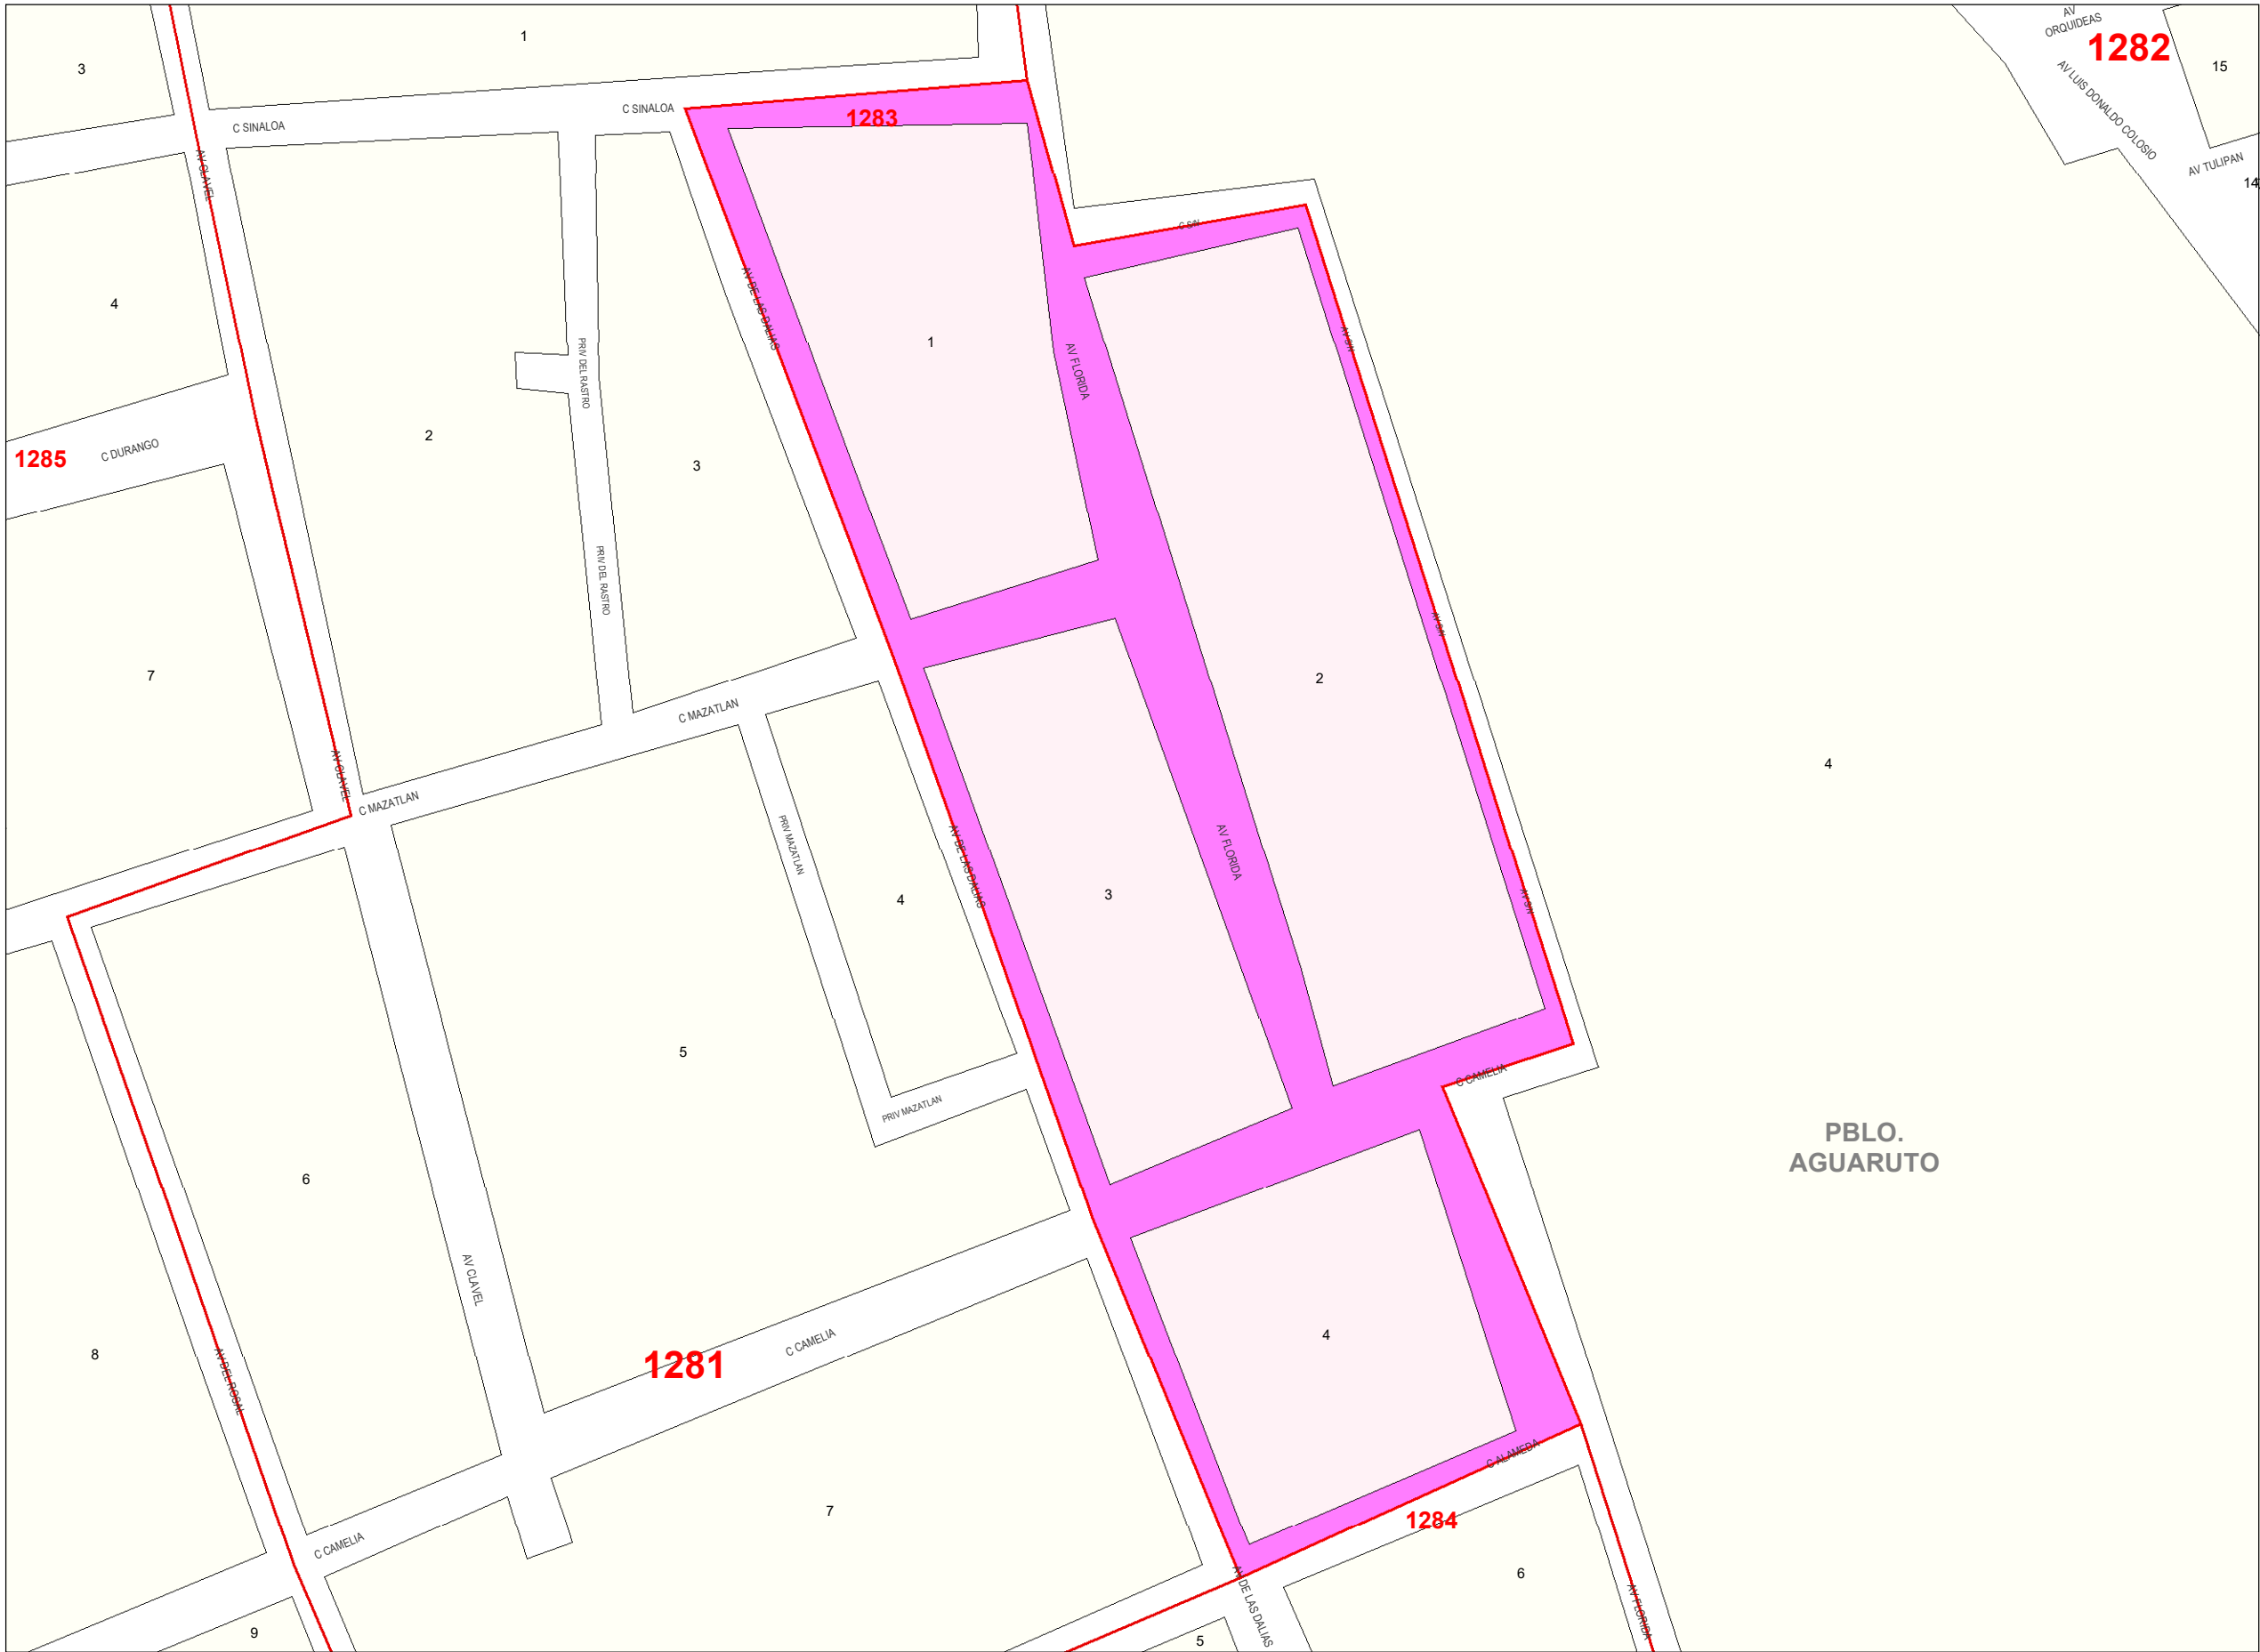 AV
ORQUIDEAS
1282
1
3
15
AV LUIS DONALDO COLOSIO
C SINALOA
C SINALOA
1283
AV TULIPAN
14
AV CLAVEL
C S/N
4
AV DE LAS DALIAS
1
AV FLORIDA
AV S/N
PRIV DEL RASTRO
2
3
1285
C DURANGO
PRIV DEL RASTRO
AV S/N
7
2
C MAZATLAN
4
AV CLAVEL
C MAZATLAN
PRIV MAZATLAN
AV DE LAS DALIAS
AV FLORIDA
4
3
AV S/N
5
C CAMELIA
PRIV MAZATLAN
PBLO.
AGUARUTO
6
AV CLAVEL
4
C CAMELIA
8
1281
AV DEL ROSAL
C ALAMEDA
7
1284
C CAMELIA
6
AV DE LAS DALIAS
AV FLORIDA
9
5